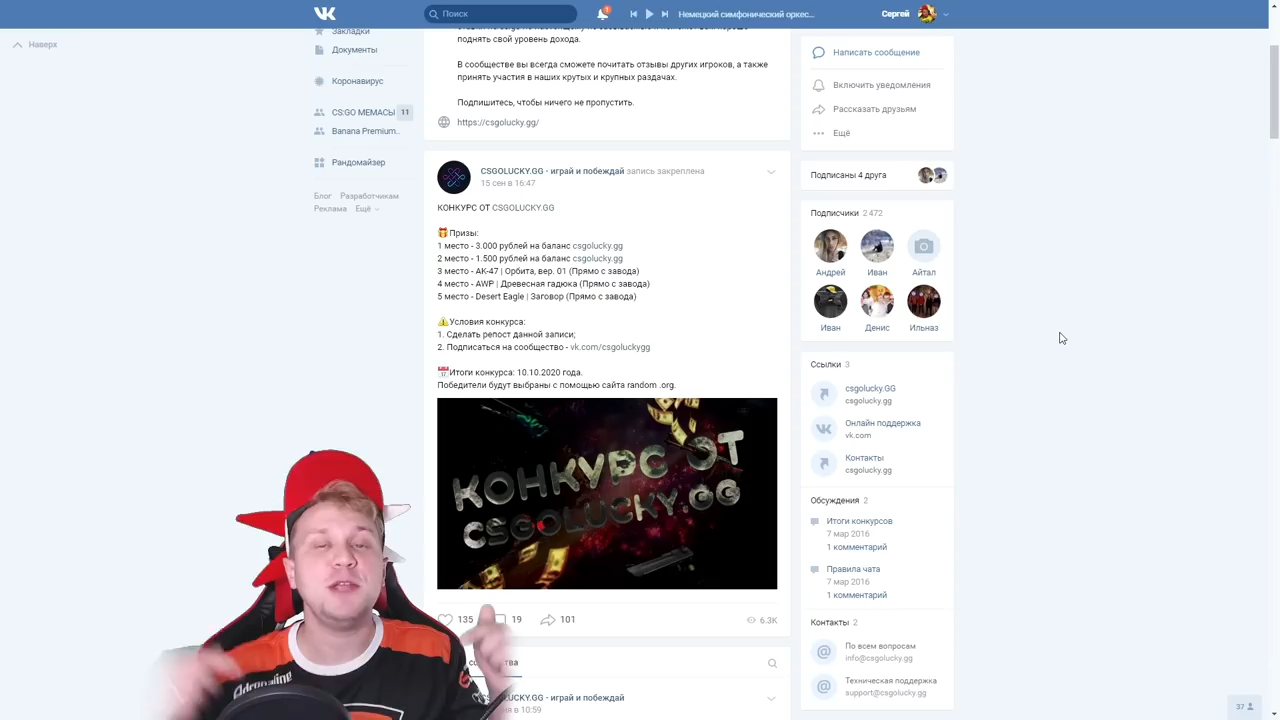 Поиск
1
Немецкий симфонический оркес...
Сергей
Наверх
Закладки
Документы
Коронавирус
CS:GO МЕМАСЫ 11
Banana Premium..
Рандомайзер
Блог Разработчикам
Реклама Ещё
поднять свой уровень дохода.
В сообществе вы всегда сможете почитать отзывы других игроков, а также
принять участия в наших крутых и крупных раздачах.
Подпишитесь, чтобы ничего не пропустить.
https://csgolucky.gg/
CSGOLUCKY.GG - играй и побеждай запись закреплена
15 сен в 16:47
КОНКУРС ОТ CSGOLUCKY.GG
Призы:
1 место - 3.000 рублей на баланс csgolucky.gg
2 место - 1.500 рублей на баланс csgolucky.gg
3 место - АК-47 | Орбита, вер. 01 (Прямо с завода)
4 место - AWP | Древесная гадюка (Прямо с завода)
5 место - Desert Eagle | Заговор (Прямо с завода)
Условия конкурса:
1. Сделать репост данной записи;
2. Подписаться на сообщество - vk.com/csgoluckygg
Итоги конкурса: 10.10.2020 года.
Победители будут выбраны с помощью сайта random .org.
КОНКУРС ОТ
CSGOLUCKY.GG
135 19 101 6.3K
CSGOLUCKY.GG - играй и побеждай
в 10:59
Написать сообщение
Включить уведомления
Рассказать друзьям
Ещё
Подписаны 4 друга
Подписчики 2 472
Андрей Иван Айтал
Иван Денис Ильназ
Ссылки 3
csgolucky.GG
csgolucky.gg
Онлайн поддержка
vk.com
Контакты
csgolucky.gg
Обсуждения 2
Итоги конкурсов
7 мар 2016
1 комментарий
Правила чата
7 мар 2016
1 комментарий
Контакты 2
По всем вопросам
info@csgolucky.gg
Техническая поддержка
support@csgolucky.gg
37
Adrenaline